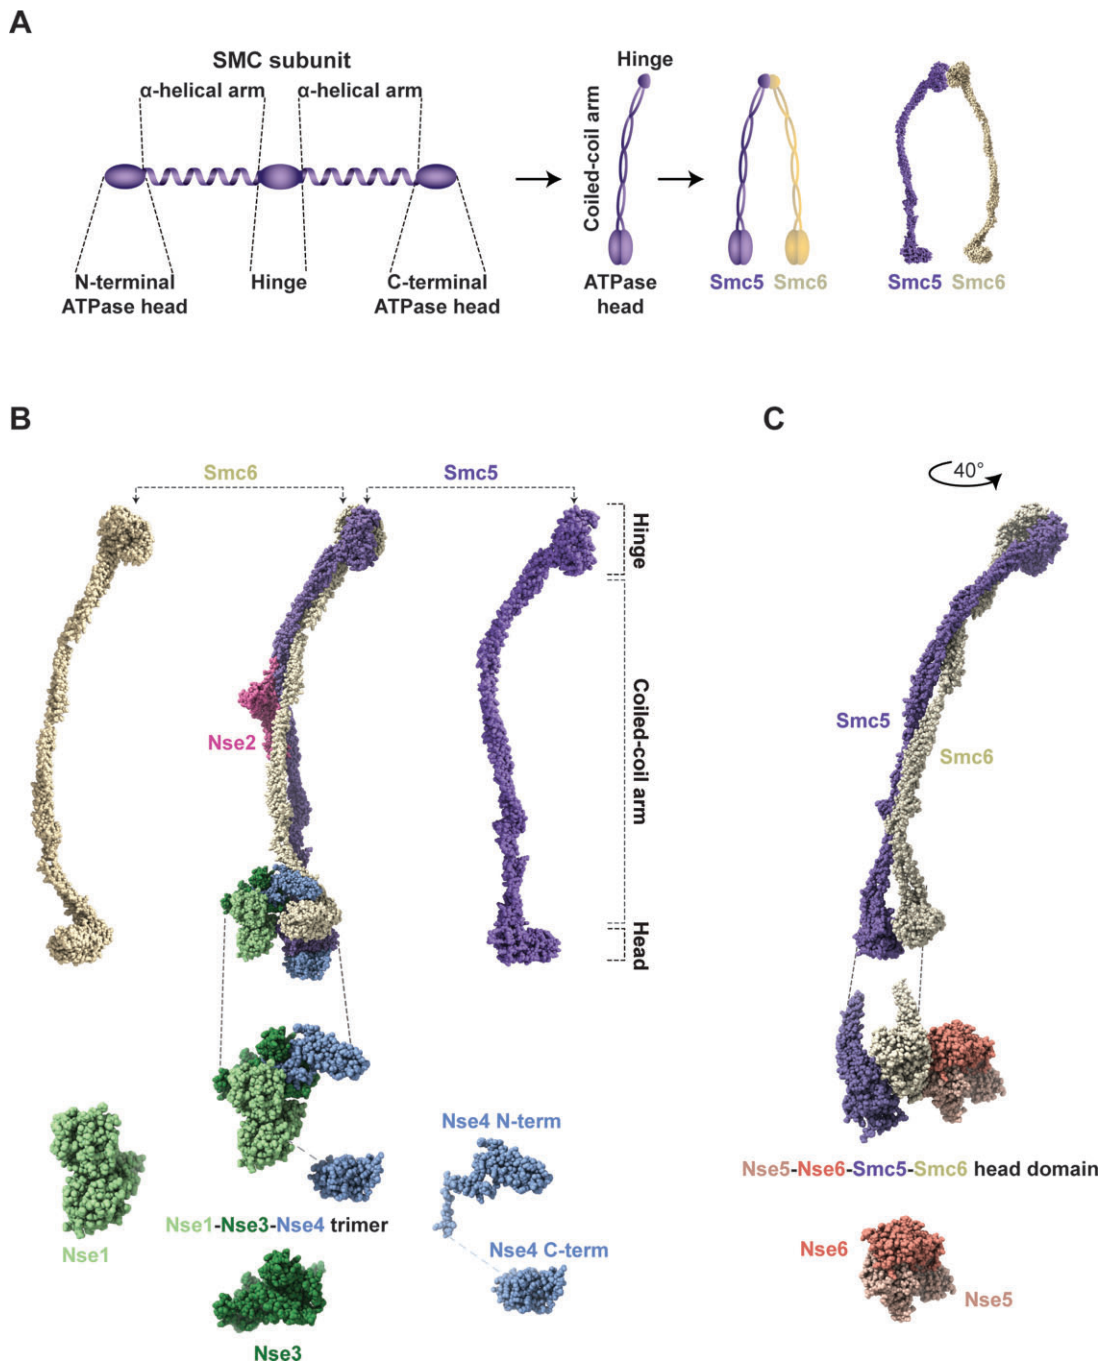 A
SMC subunit
α-helical arm
α-helical arm
N-terminal
ATPase head
Hinge
C-terminal
ATPase head
Hinge
Coiled-coil arm
ATPase
head
Smc5 Smc6
Smc5 Smc6
B
Smc6
Smc5
Hinge
Coiled-coil arm
Head
Nse2
Nse1
Nse1-Nse3-Nse4 trimer
Nse3
Nse4 N-term
Nse4 C-term
C
40°
Smc5
Smc6
Nse5-Nse6-Smc5-Smc6 head domain
Nse6
Nse5